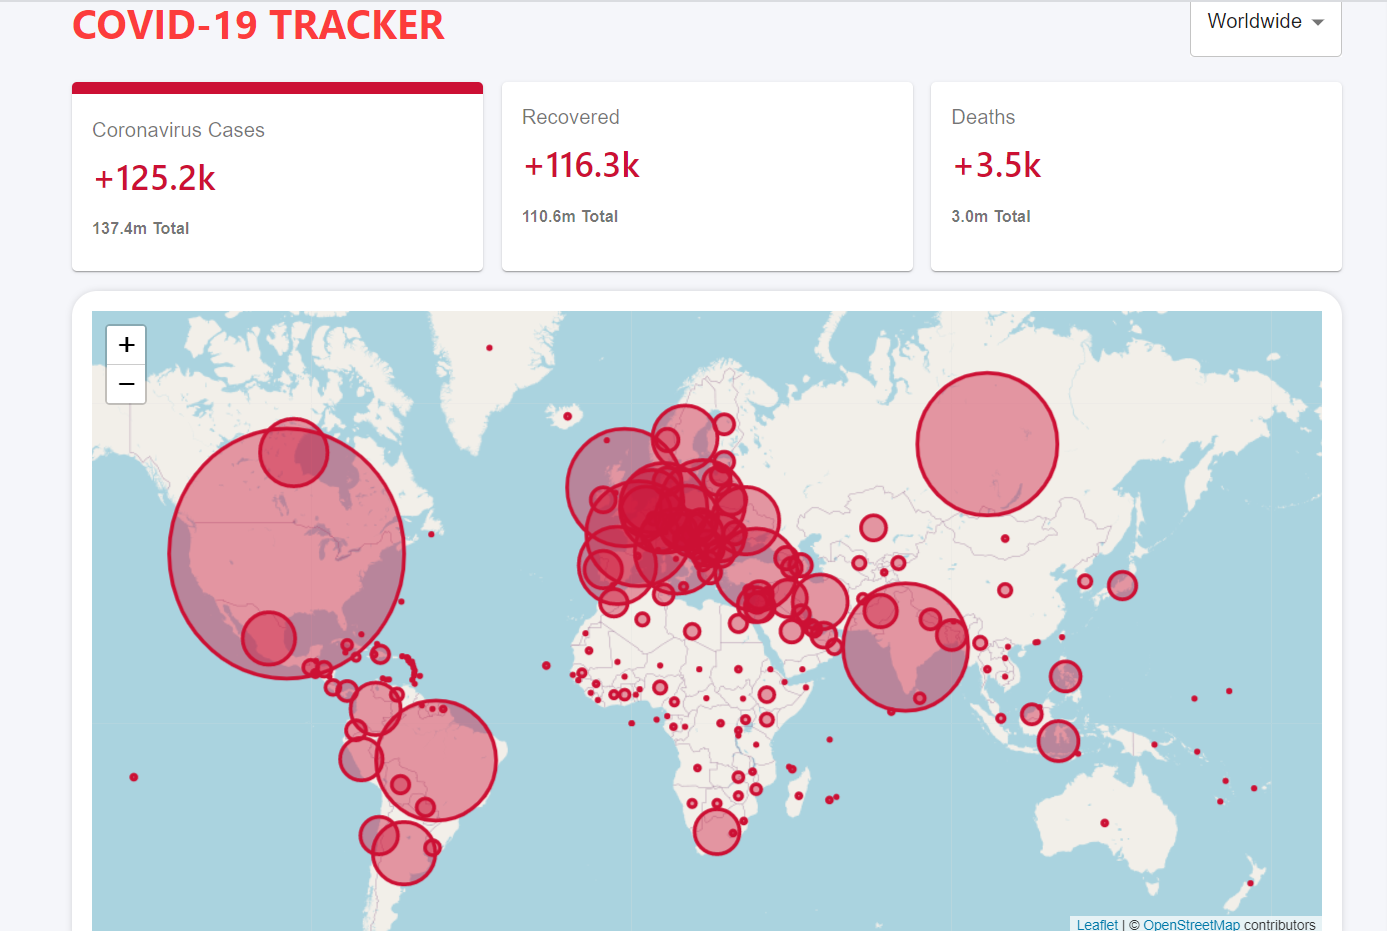 COVID-19 TRACKER
Worldwide
Coronavirus Cases
+125.2k
137.4m Total
Recovered
+116.3k
110.6m Total
Deaths
+3.5k
3.0m Total
+
−
Leaflet | © OpenStreetMap contributors